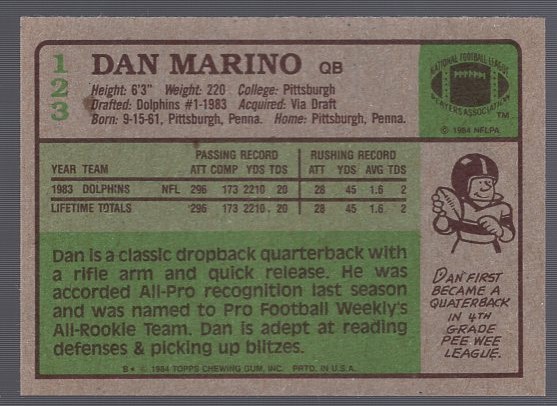 123
DAN MARINO QB
Height: 6'3" Weight: 220 College: Pittsburgh
Drafted: Dolphins #1-1983 Acquired: Via Draft
Born: 9-15-61, Pittsburgh, Penna. Home: Pittsburgh, Penna.
NATIONAL FOOTBALL LEAGUE
PLAYERS ASSOCIATION
TM
© 1984 NFLPA
PASSING RECORD RUSHING RECORD
YEAR TEAM ATT COMP YDS TDS ATT YDS AVG TDS
1983 DOLPHINS NFL 296 173 2210 20 28 45 1.6 2
LIFETIME TOTALS 296 173 2210 20 28 45 1.6 2
Dan is a classic dropback quarterback with
a rifle arm and quick release. He was
accorded All-Pro recognition last season
and was named to Pro Football Weekly's
All-Rookie Team. Dan is adept at reading
defenses & picking up blitzes.
DAN FIRST
BECAME A
QUATERBACK
IN 4TH
GRADE
PEE WEE
LEAGUE.
B* © 1984 TOPPS CHEWING GUM, INC. PRTD. IN U.S.A.